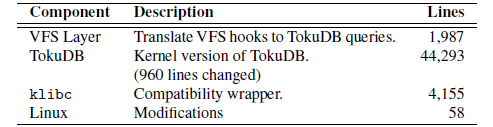 Component Description Lines
VFS Layer Translate VFS hooks to TokuDB queries. 1,987
TokuDB Kernel version of TokuDB. 44,293
(960 lines changed)
klibc Compatibility wrapper. 4,155
Linux Modifications 58